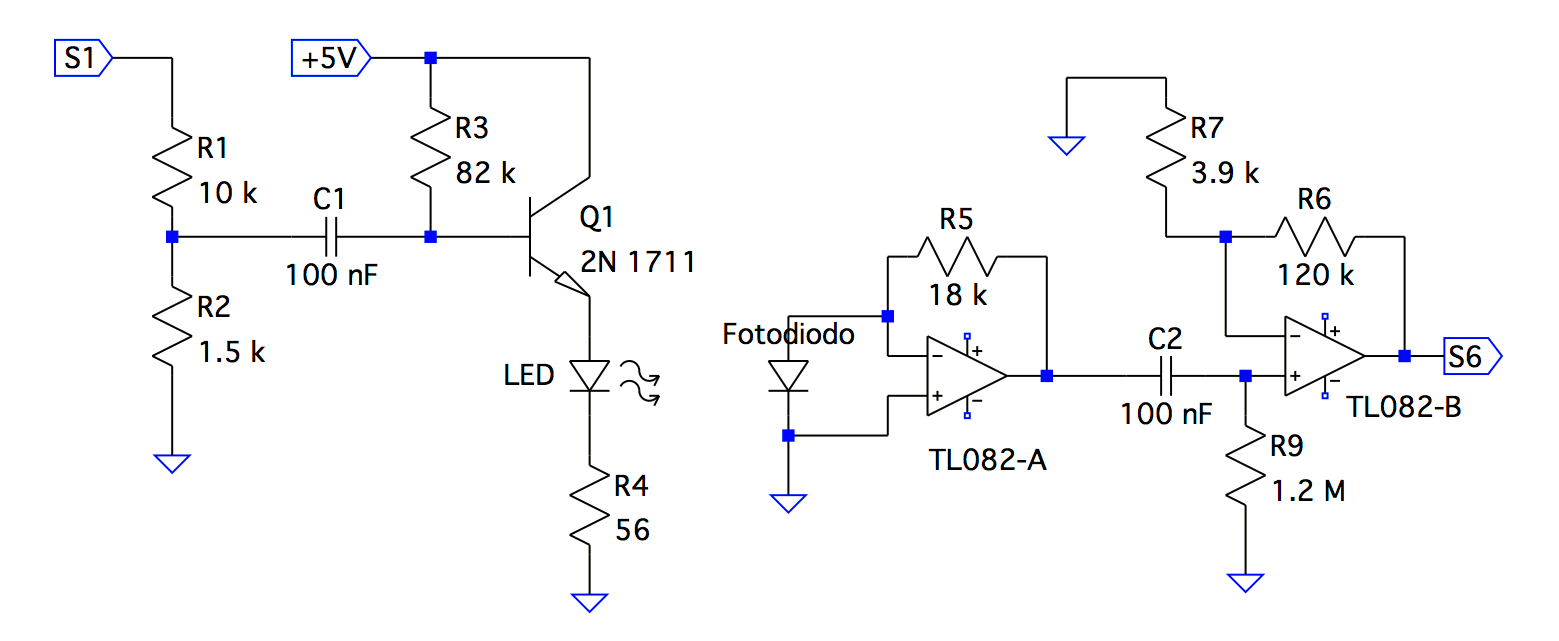 S1
+5V
R1
10 k
R2
1.5 k
C1
100 nF
R3
82 k
Q1
2N 1711
LED
R4
56
Fotodiodo
R5
18 k
−
+
+
−
TL082-A
C2
100 nF
R7
3.9 k
R6
120 k
−
+
+
−
TL082-B
S6
R9
1.2 M